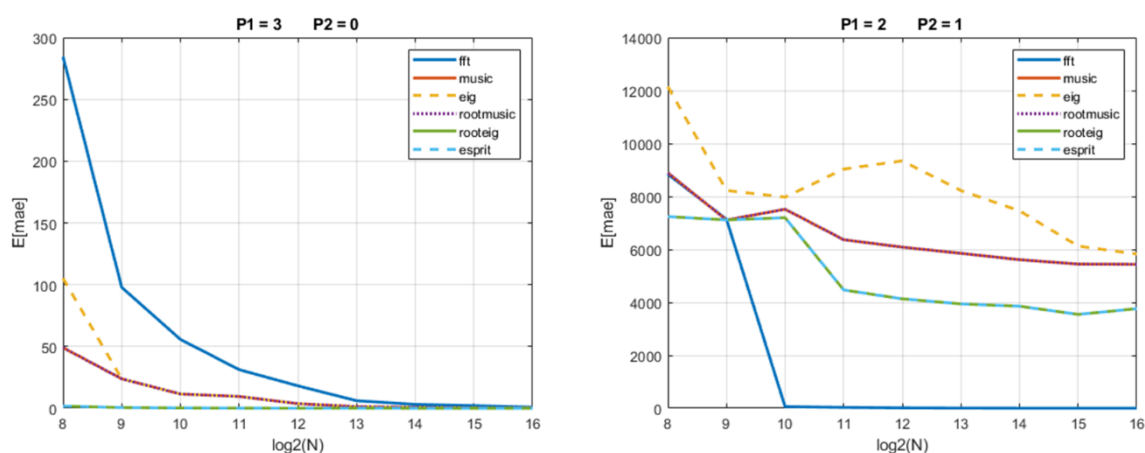 P1 = 3 P2 = 0
300
250
200
150
100
50
0
E[mae]
8 9 10 11 12 13 14 15 16
log2(N)
fft
music
eig
rootmusic
rooteig
esprit
P1 = 2 P2 = 1
14000
12000
10000
8000
6000
4000
2000
0
E[mae]
8 9 10 11 12 13 14 15 16
log2(N)
fft
music
eig
rootmusic
rooteig
esprit